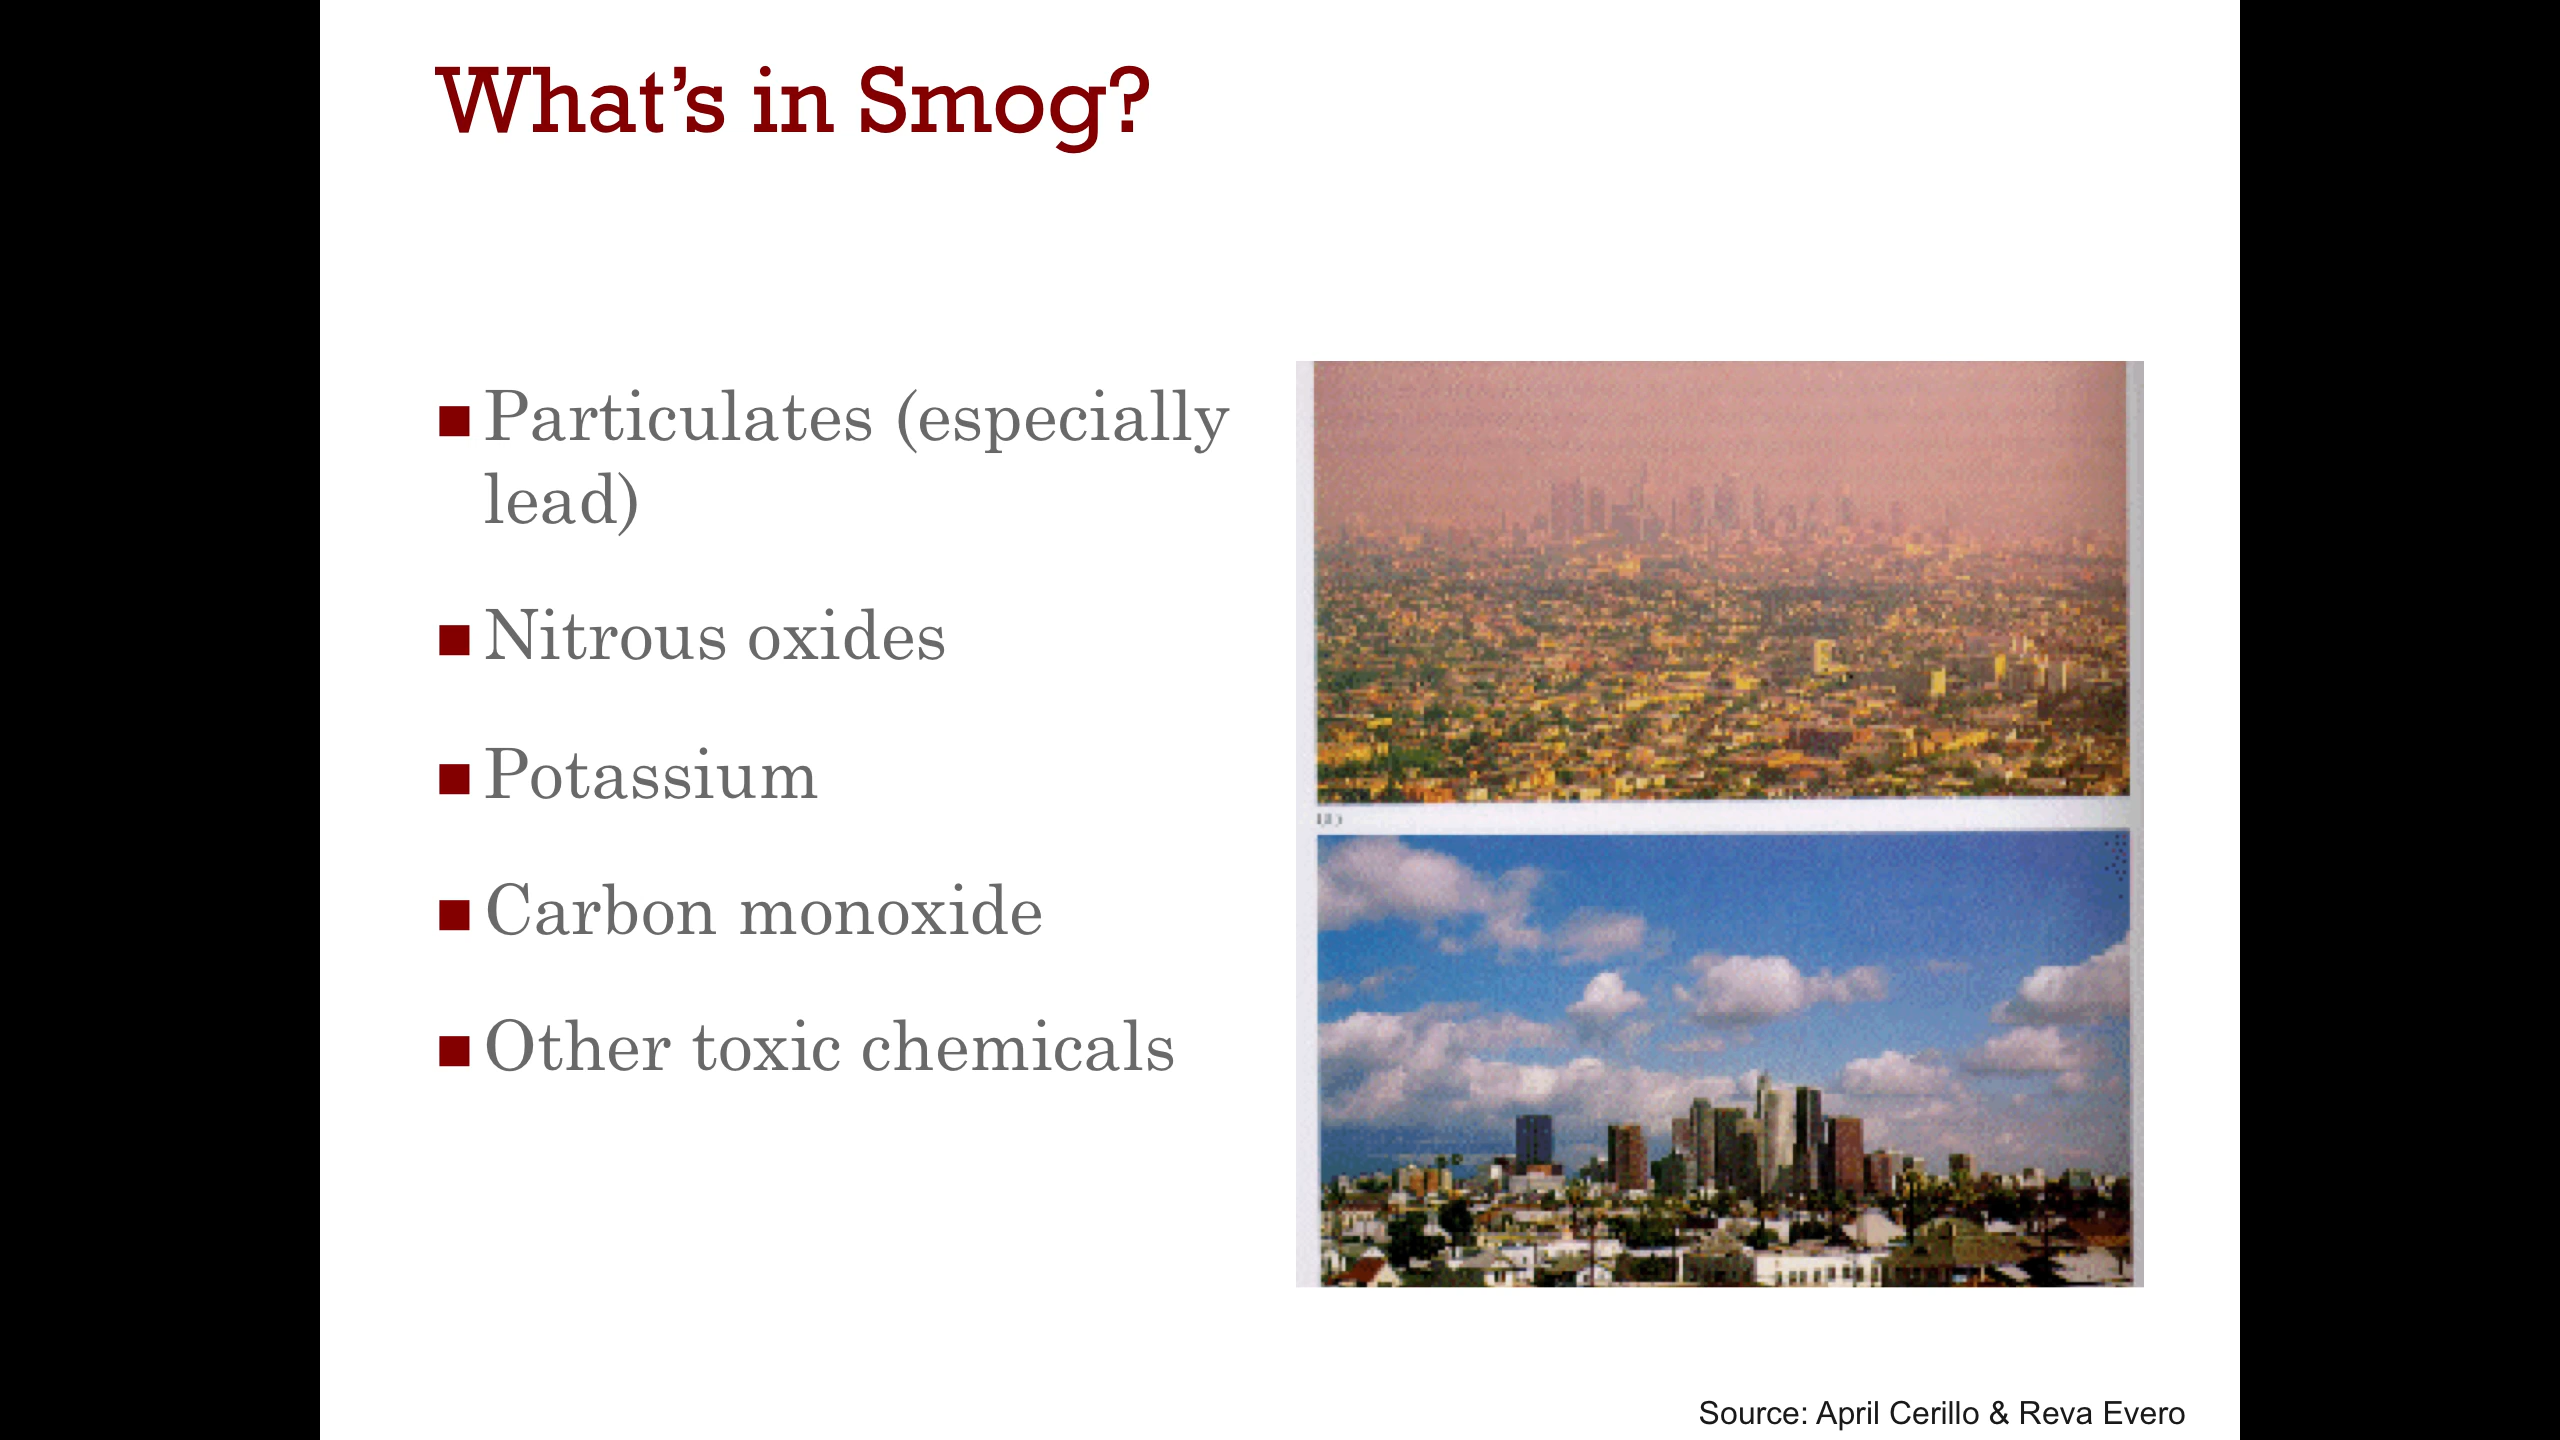 What’s in Smog?
Particulates (especially
lead)
Nitrous oxides
Potassium
Carbon monoxide
Other toxic chemicals
Source: April Cerillo & Reva Evero